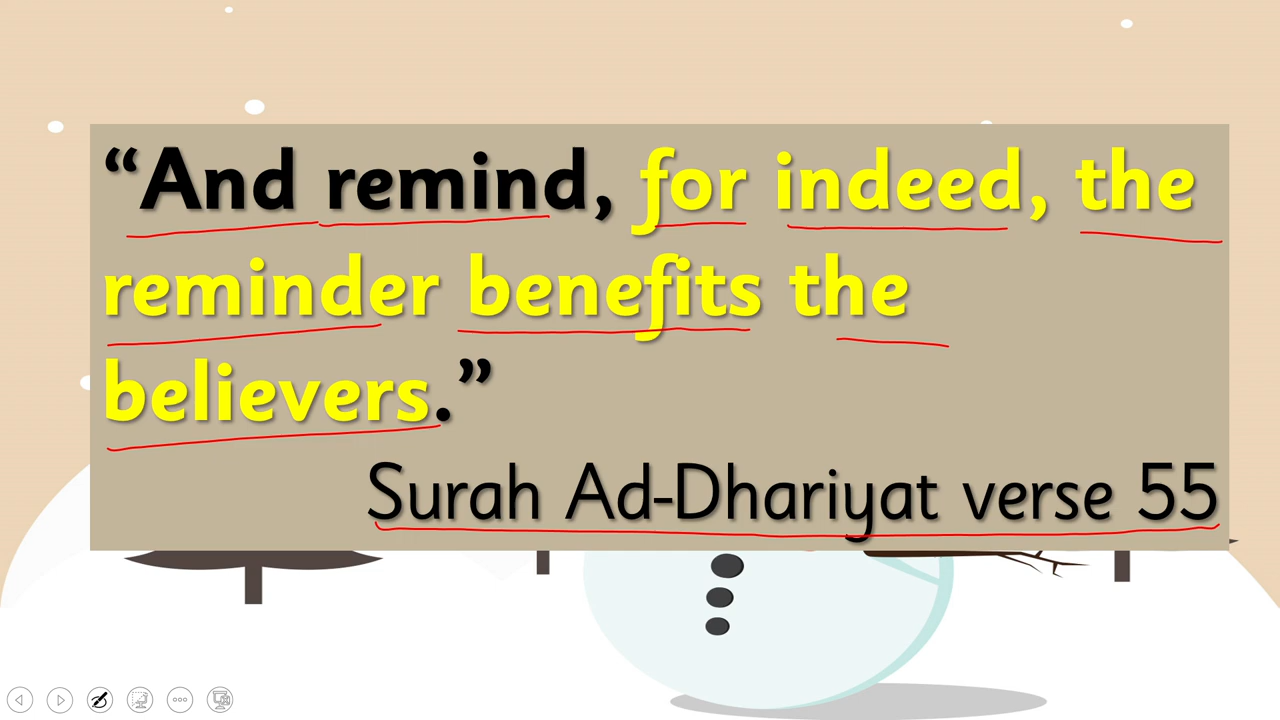 “And remind, for indeed, the
reminder benefits the
believers.”
Surah Ad-Dhariyat verse 55